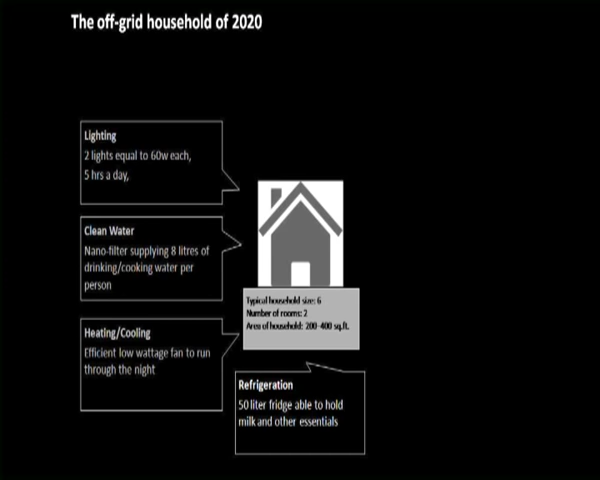 The off-grid household of 2020
Lighting
2 lights equal to 60w each,
5 hrs a day,
Clean Water
Nano-filter supplying 8 litres of
drinking/cooking water per
person
Typical household size: 6
Number of rooms: 2
Area of household: 200-400 sq.ft.
Heating/Cooling
Efficient low wattage fan to run
through the night
Refrigeration
50 liter fridge able to hold
milk and other essentials